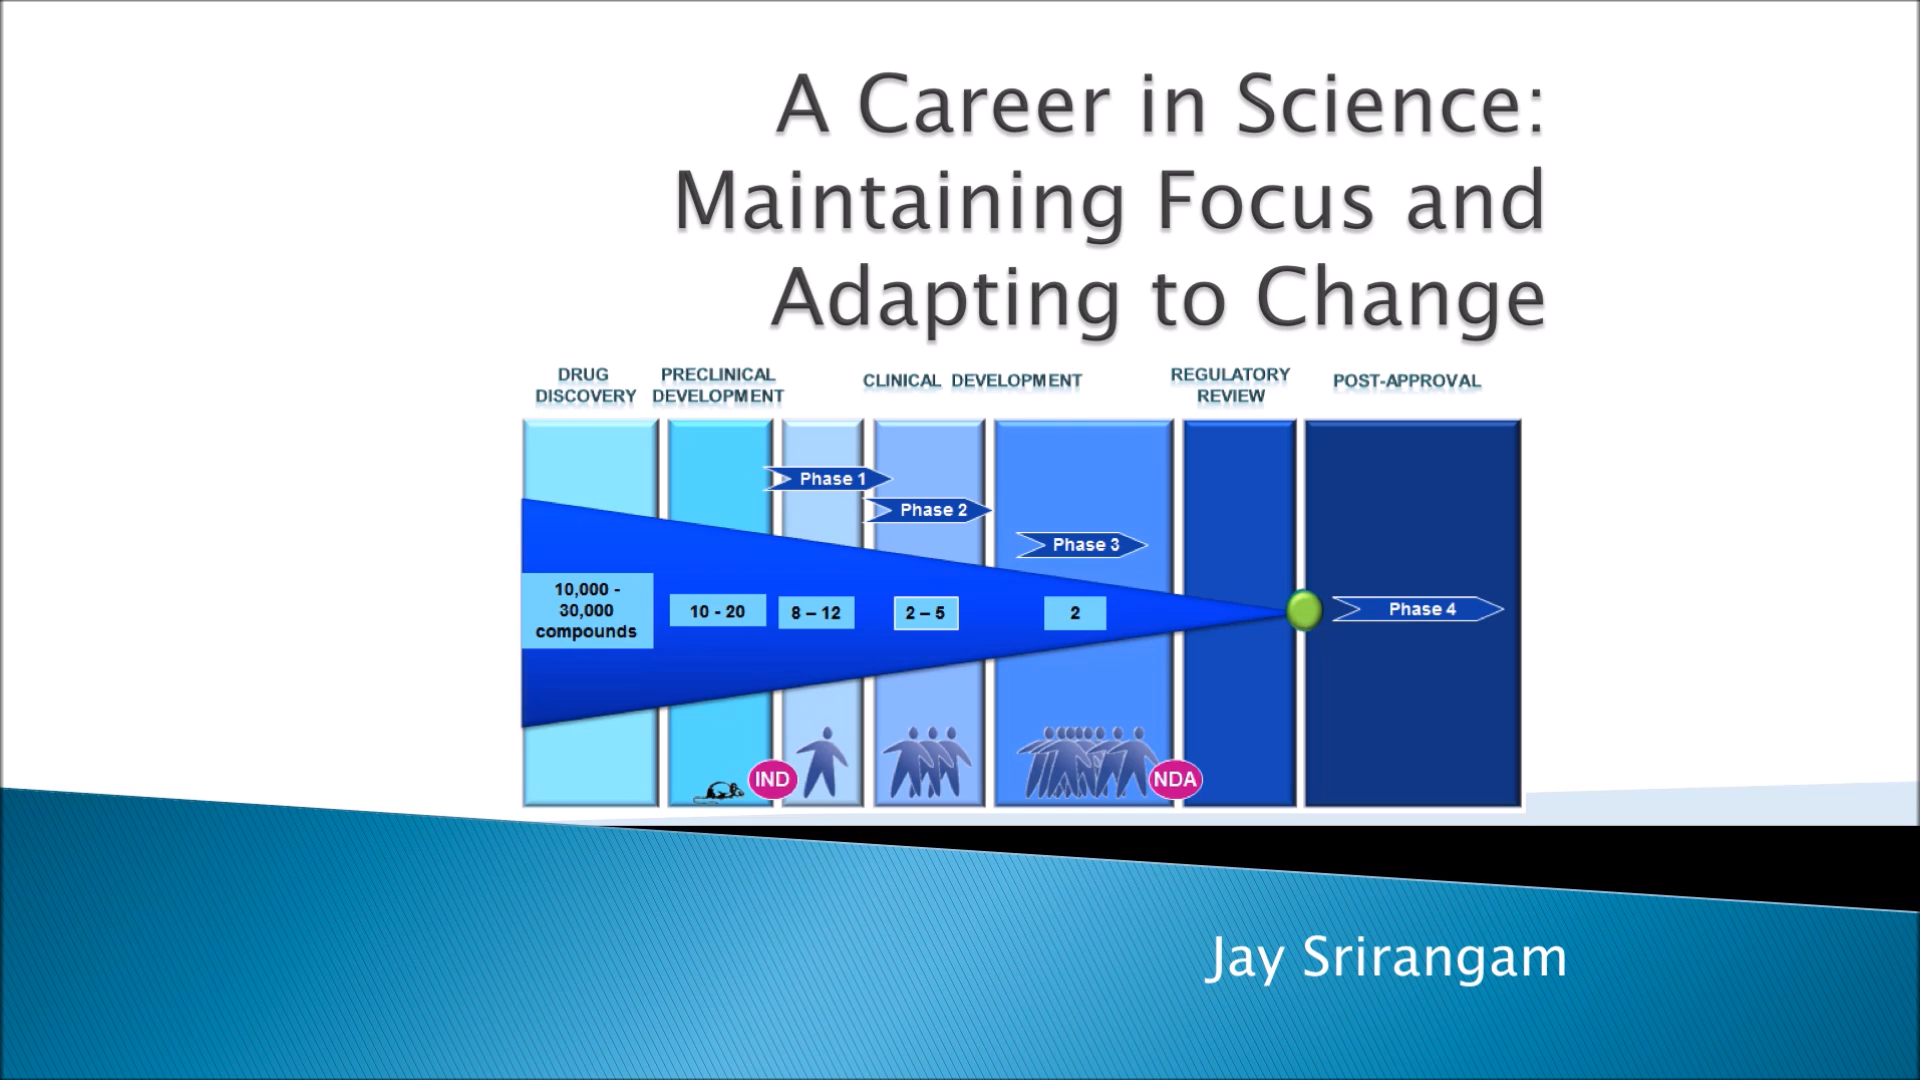 A Career in Science:
Maintaining Focus and
Adapting to Change
DRUG
DISCOVERY
PRECLINICAL
DEVELOPMENT
CLINICAL DEVELOPMENT
REGULATORY
REVIEW
POST-APPROVAL
Phase 1
Phase 2
Phase 3
10,000 -
30,000
compounds
10 - 20
8 – 12
2 – 5
2
Phase 4
IND
NDA
Jay Srirangam